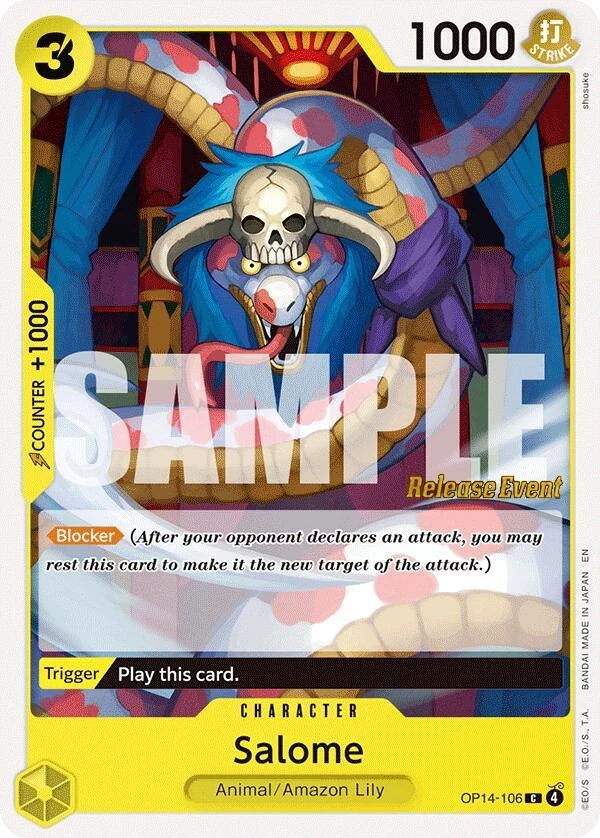 3
1000
打
STRIKE
shosuke
COUNTER +1000
SAMPLE
Release Event
Blocker (After your opponent declares an attack, you may
rest this card to make it the new target of the attack.)
Trigger Play this card.
CHARACTER
Salome
Animal/Amazon Lily
OP14-106 C 4
©E.O./S ©E.O./S., T.A. BANDAI MADE IN JAPAN EN